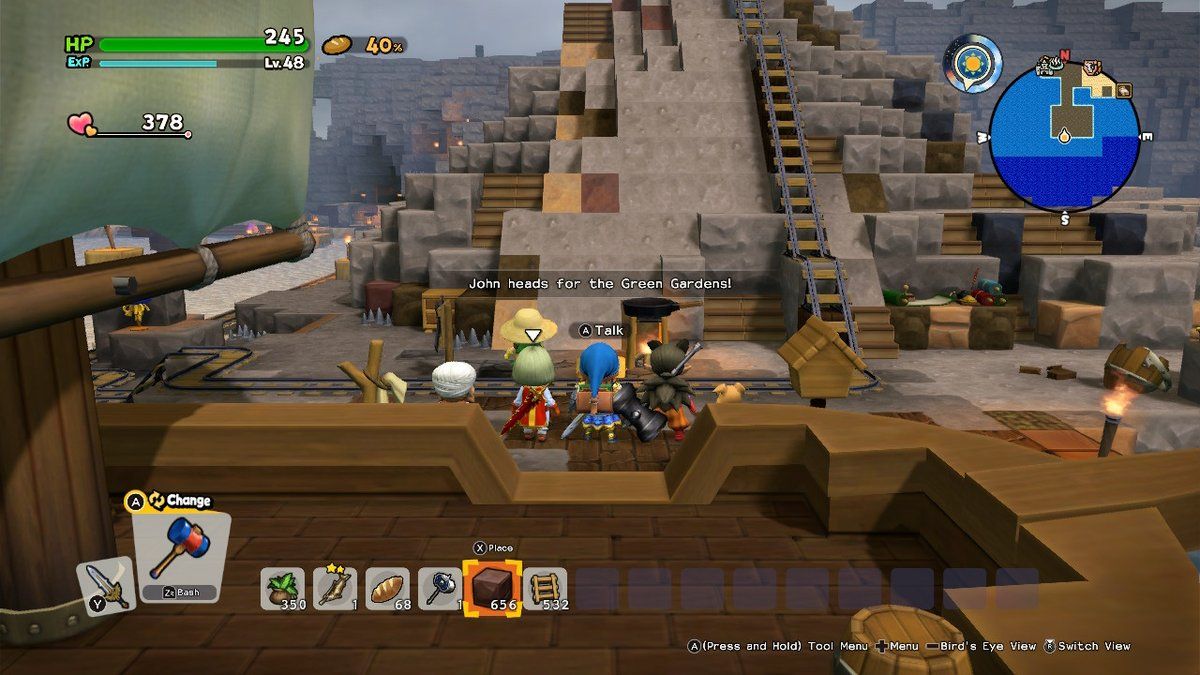 HP 245
EXP Lv.48
40%
378
N
W
E
S
John heads for the Green Gardens!
A Talk
A Change
Y
ZR Bash
X Place
350
1
68
1
656
532
A (Press and Hold) Tool Menu Menu Bird's Eye View R Switch View